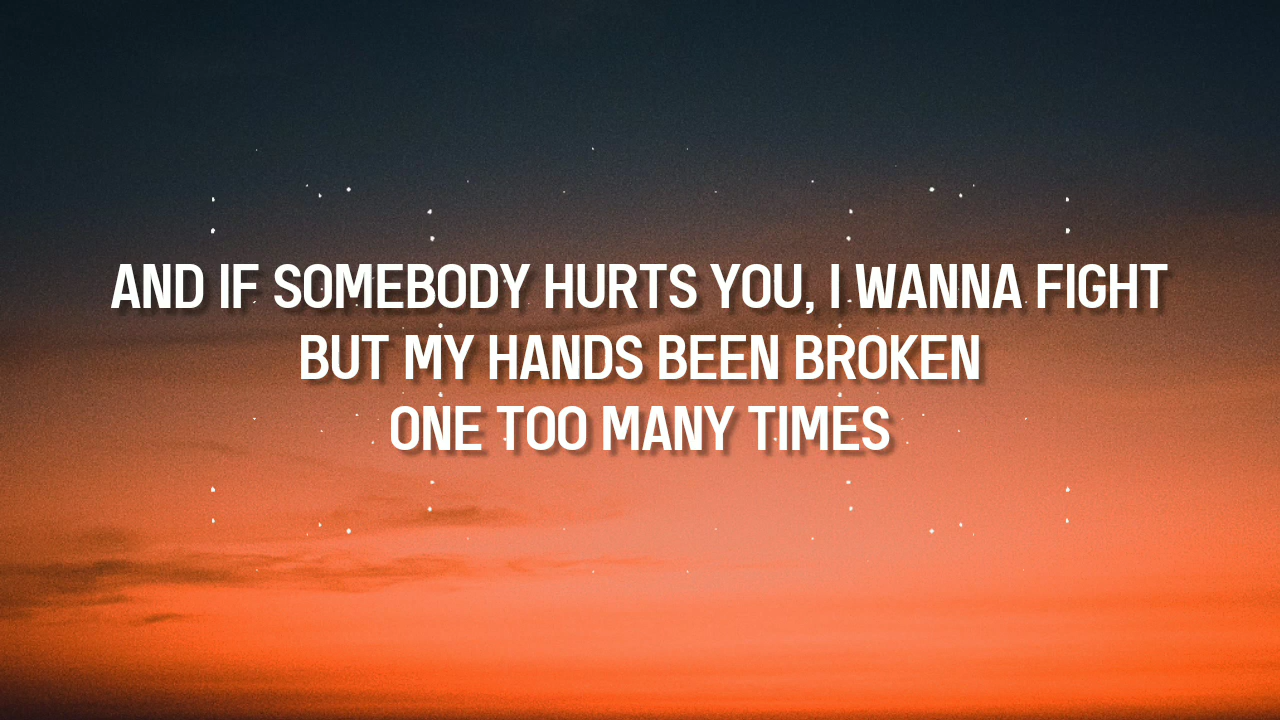 AND IF SOMEBODY HURTS YOU, I WANNA FIGHT
BUT MY HANDS BEEN BROKEN
ONE TOO MANY TIMES